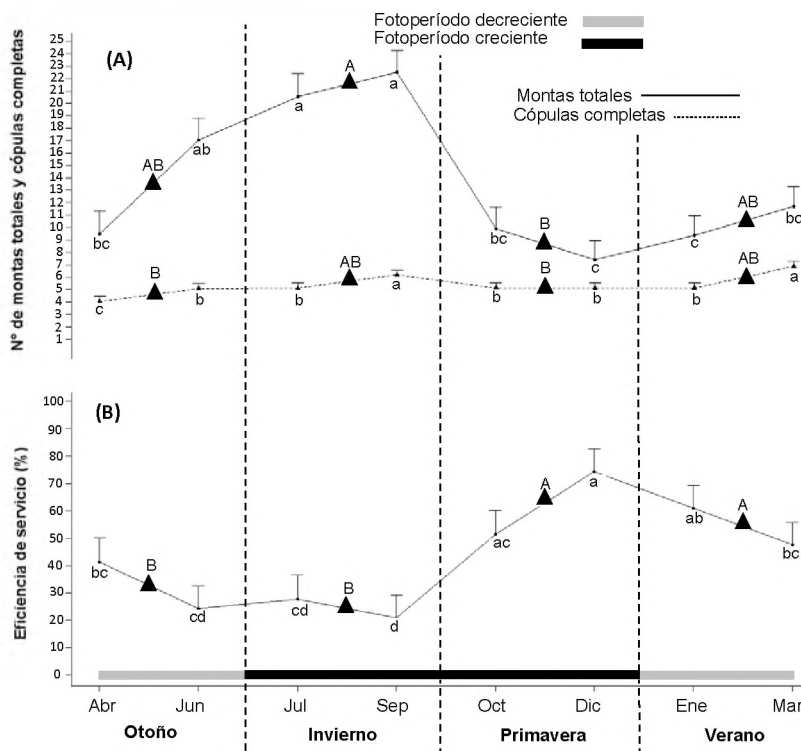 Fotoperíodo decreciente
Fotoperíodo creciente
(A)
Montas totales
Cópulas completas
N° de montas totales y cópulas completas
25
24
23
22
21
20
19
18
17
16
15
14
13
12
11
10
9
8
7
6
5
4
3
2
1
bc
AB
ab
a
A
a
bc
B
c
c
AB
bc
c
B
b
b
AB
a
b
B
b
b
AB
a
(B)
Eficiencia de servicio (%)
100
90
80
70
60
50
40
30
20
10
0
bc
B
cd
cd
B
d
ac
A
a
ab
A
bc
Abr Jun Jul Sep Oct Dic Ene Mar
Otoño Invierno Primavera Verano